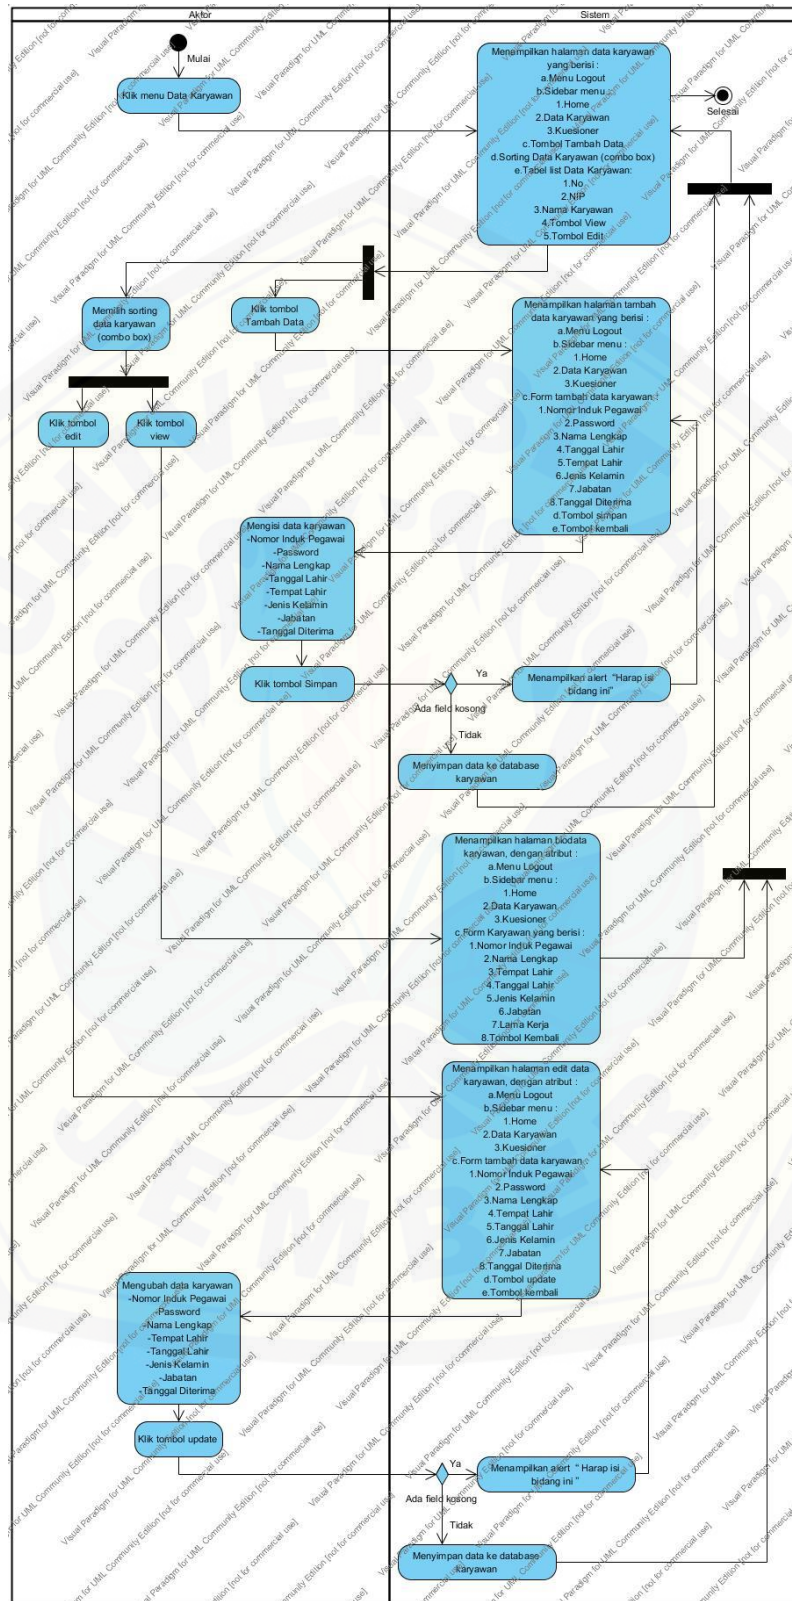 Aktor
Sistem
Mulai
Klik menu Data Karyawan
Menampilkan halaman data karyawan
yang berisi :
a.Menu Logout
b.Sidebar menu :
1.Home
2.Data Karyawan
3.Kuesioner
c.Tombol Tambah Data
d.Sorting Data Karyawan (combo box)
e.Tabel list Data Karyawan:
1.No
2.NIP
3.Nama Karyawan
4.Tombol View
5.Tombol Edit
Selesai
Memilih sorting
data karyawan
(combo box)
Klik tombol
Tambah Data
Klik tombol
edit
Klik tombol
view
Menampilkan halaman tambah
data karyawan yang berisi :
a.Menu Logout
b.Sidebar menu :
1.Home
2.Data Karyawan
3.Kuesioner
c.Form tambah data karyawan :
1.Nomor Induk Pegawai
2.Password
3.Nama Lengkap
4.Tanggal Lahir
5.Tempat Lahir
6.Jenis Kelamin
7.Jabatan
8.Tanggal Diterima
d.Tombol simpan
e.Tombol kembali
Mengisi data karyawan
-Nomor Induk Pegawai
-Password
-Nama Lengkap
-Tanggal Lahir
-Tempat Lahir
-Jenis Kelamin
-Jabatan
-Tanggal Diterima
Klik tombol Simpan
Ya
Ada field kosong
Tidak
Menampilkan alert "Harap isi
bidang ini"
Menyimpan data ke database
karyawan
Menampilkan halaman biodata
karyawan, dengan atribut :
a.Menu Logout
b.Sidebar menu :
1.Home
2.Data Karyawan
3.Kuesioner
c.Form Karyawan yang berisi :
1.Nomor Induk Pegawai
2.Nama Lengkap
3.Tempat Lahir
4.Tanggal Lahir
5.Jenis Kelamin
6.Jabatan
7.Lama Kerja
8.Tombol Kembali
Menampilkan halaman edit data
karyawan, dengan atribut :
a.Menu Logout
b.Sidebar menu :
1.Home
2.Data Karyawan
3.Kuesioner
c.Form tambah data karyawan :
1.Nomor Induk Pegawai
2.Password
3.Nama Lengkap
4.Tempat Lahir
5.Tanggal Lahir
6.Jenis Kelamin
7.Jabatan
8.Tanggal Diterima
d.Tombol update
e.Tombol kembali
Mengubah data karyawan
-Nomor Induk Pegawai
-Password
-Nama Lengkap
-Tempat Lahir
-Tanggal Lahir
-Jenis Kelamin
-Jabatan
-Tanggal Diterima
Klik tombol update
Ya
Ada field kosong
Tidak
Menampilkan alert " Harap isi
bidang ini "
Menyimpan data ke database
karyawan
Visual Paradigm for UML Community Edition [not for commercial use]